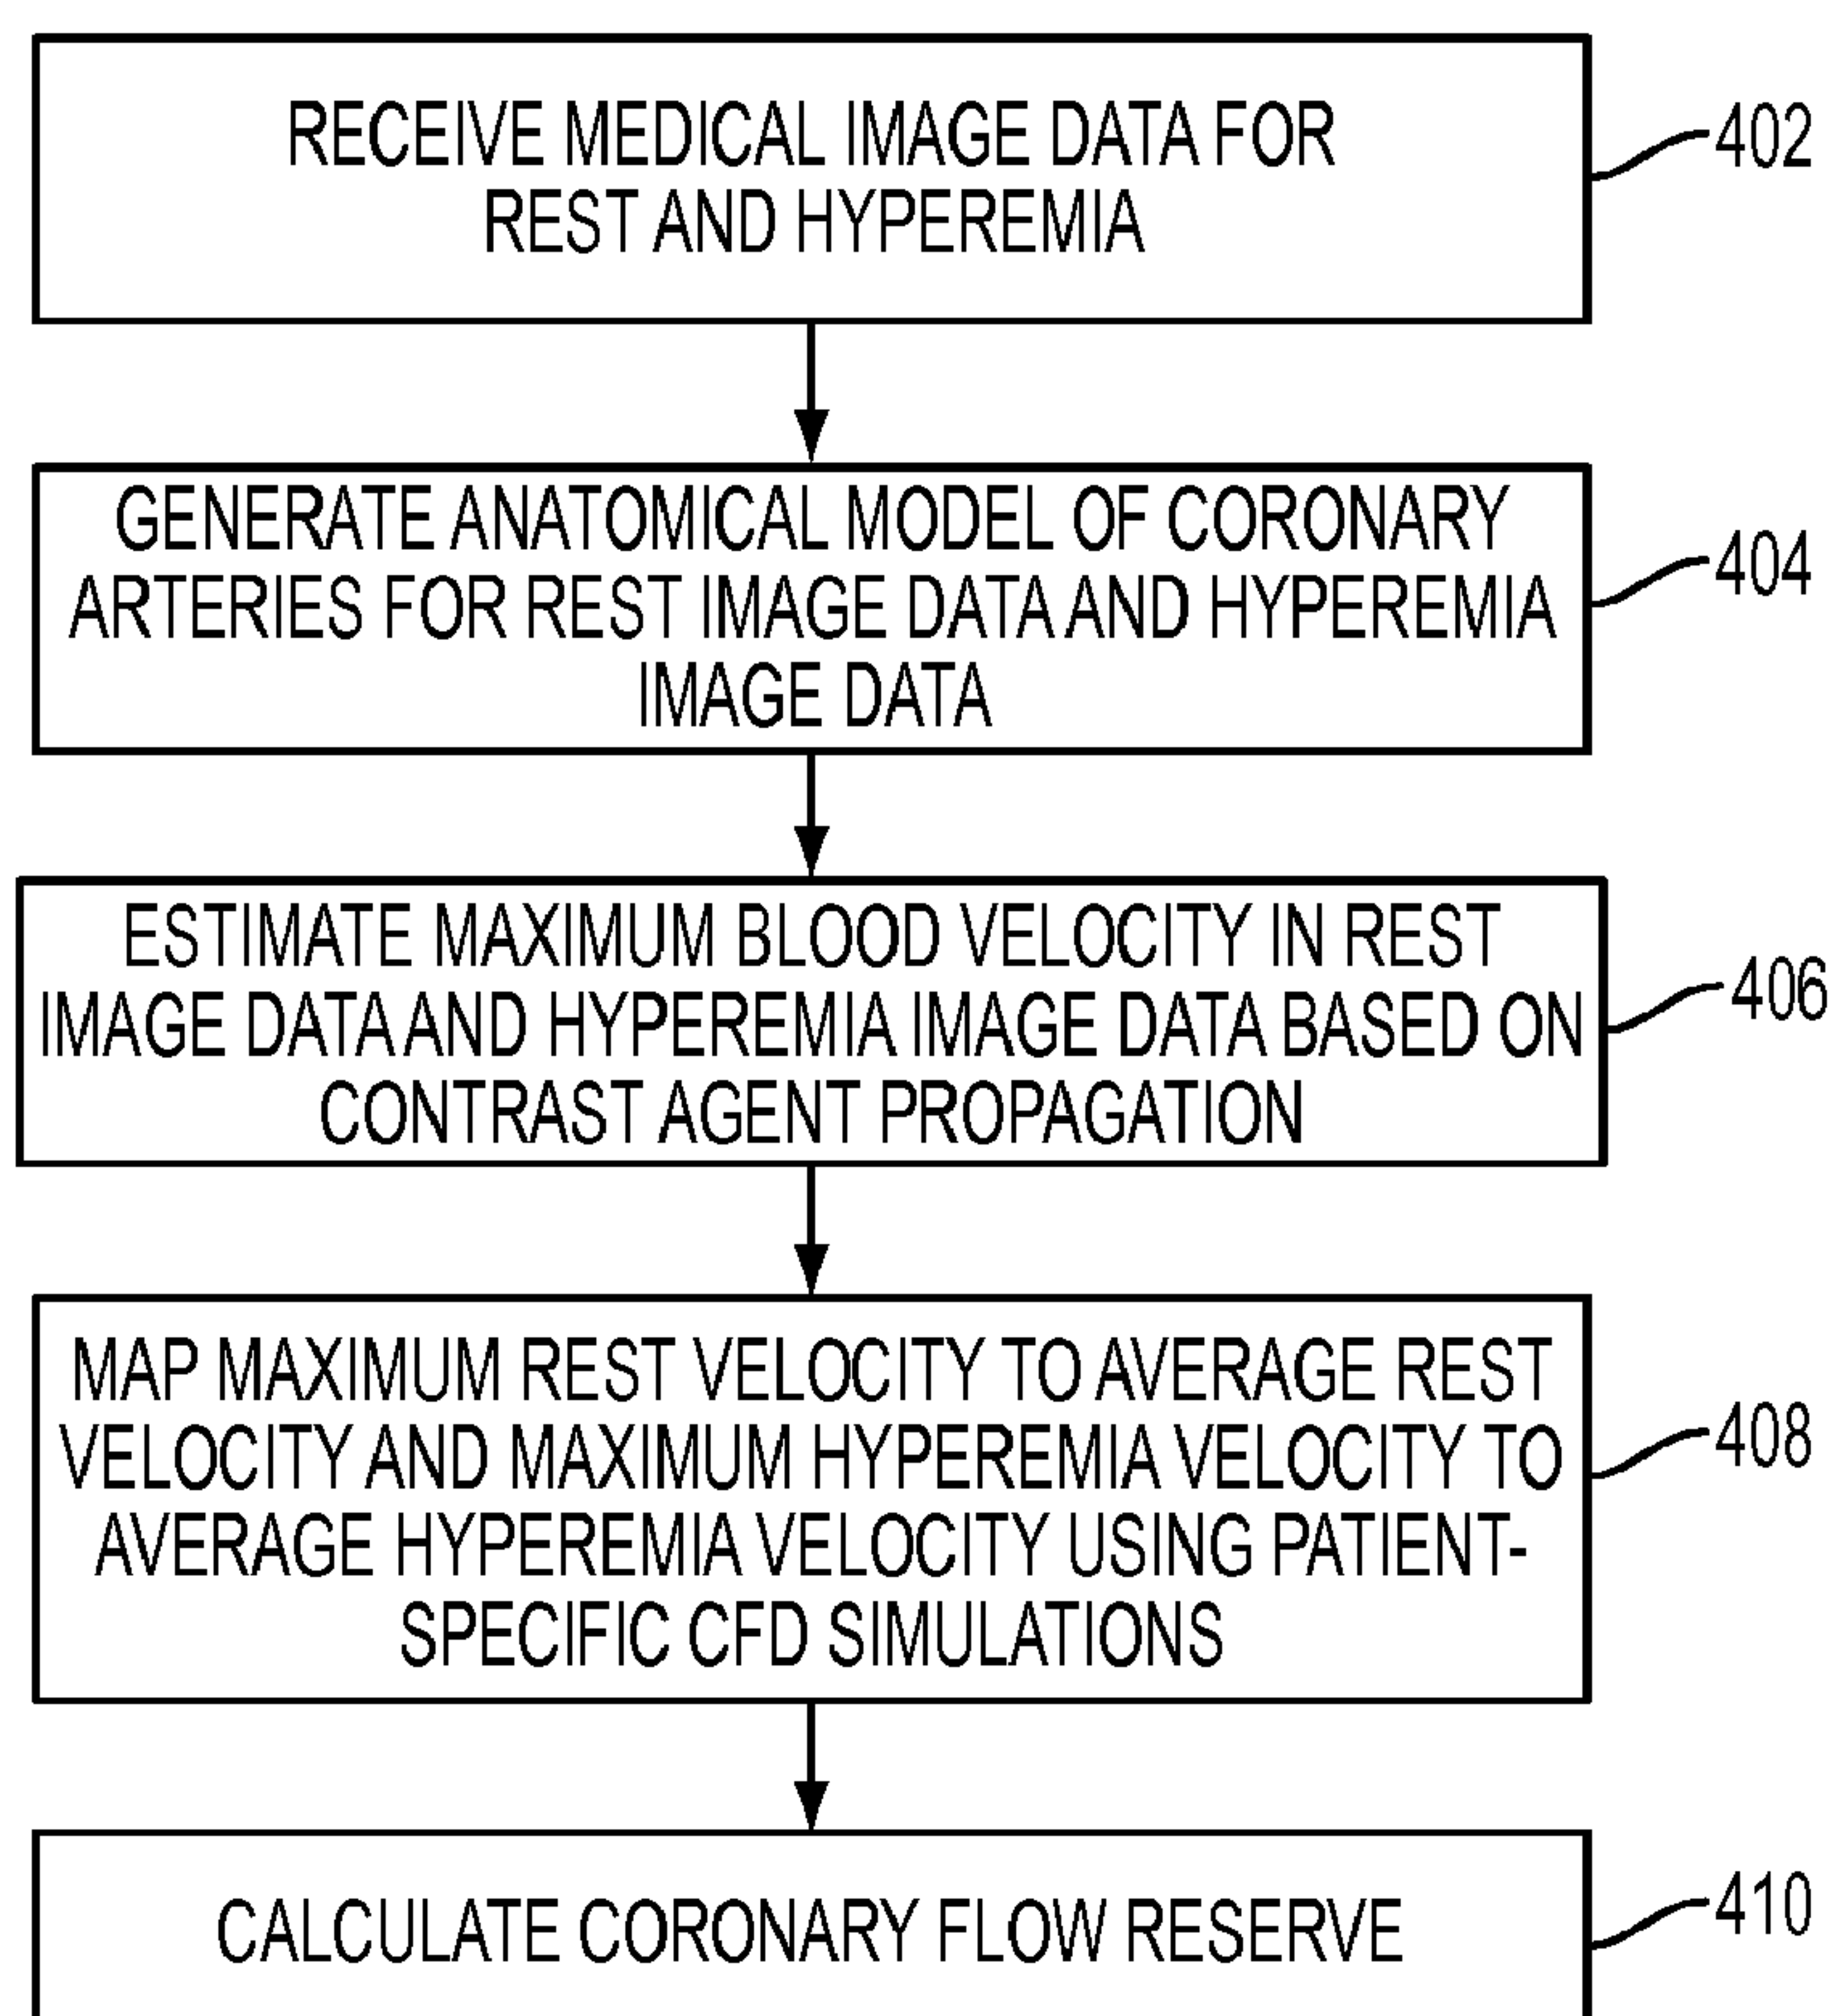 RECEIVE MEDICAL IMAGE DATA FOR
REST AND HYPEREMIA
402
GENERATE ANATOMICAL MODEL OF CORONARY
ARTERIES FOR REST IMAGE DATA AND HYPEREMIA
IMAGE DATA
404
ESTIMATE MAXIMUM BLOOD VELOCITY IN REST
IMAGE DATA AND HYPEREMIA IMAGE DATA BASED ON
CONTRAST AGENT PROPAGATION
406
MAP MAXIMUM REST VELOCITY TO AVERAGE REST
VELOCITY AND MAXIMUM HYPEREMIA VELOCITY TO
AVERAGE HYPEREMIA VELOCITY USING PATIENT-
SPECIFIC CFD SIMULATIONS
408
CALCULATE CORONARY FLOW RESERVE
410